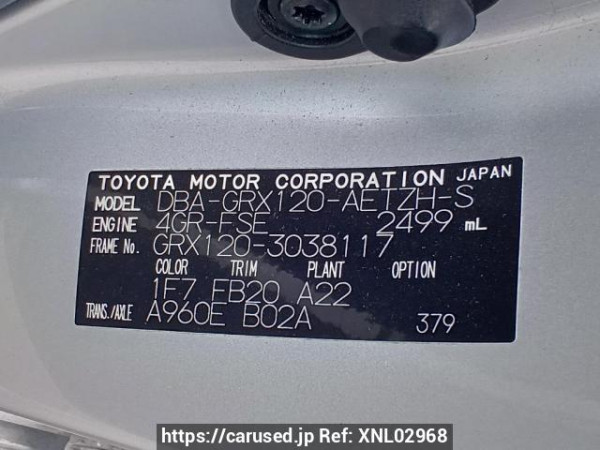 TOYOTA MOTOR CORPORATION JAPAN
MODEL DBA-GRX120-AETZH-S
ENGINE 4GR-FSE 2499 mL
FRAME No. GRX120-3038117
COLOR TRIM PLANT OPTION
1F7 FB20 A22
TRANS./AXLE A960E B02A 379
https://carused.jp Ref: XNL02968